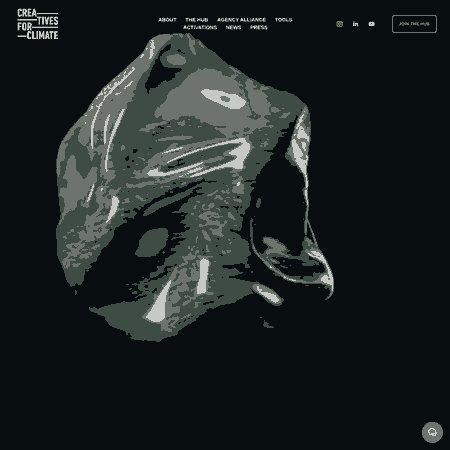 CREA
TIVES
FOR
CLIMATE
ABOUT THE HUB AGENCY ALLIANCE TOOLS
ACTIVATIONS NEWS PRESS
JOIN THE HUB